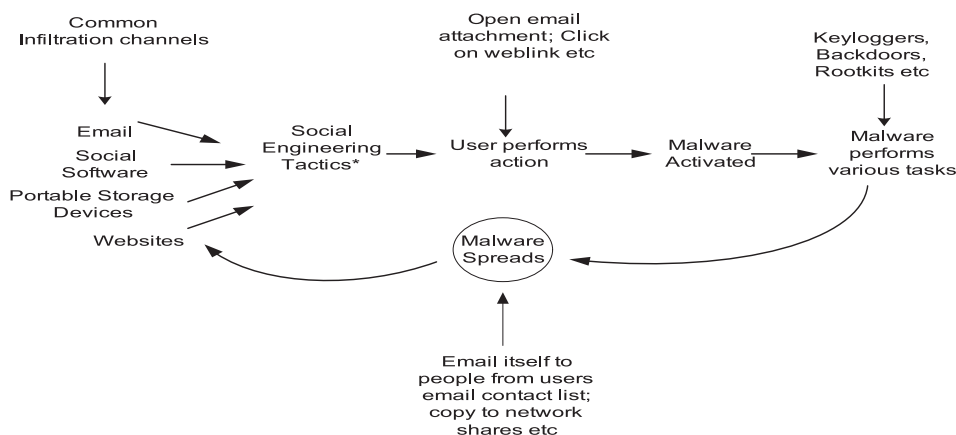 Common
Infiltration channels
Open email
attachment; Click
on weblink etc
Keyloggers,
Backdoors,
Rootkits etc
Email
Social
Software
Portable Storage
Devices
Websites
Social
Engineering
Tactics*
User performs
action
Malware
Activated
Malware
performs
various tasks
Malware
Spreads
Email itself to
people from users
email contact list;
copy to network
shares etc